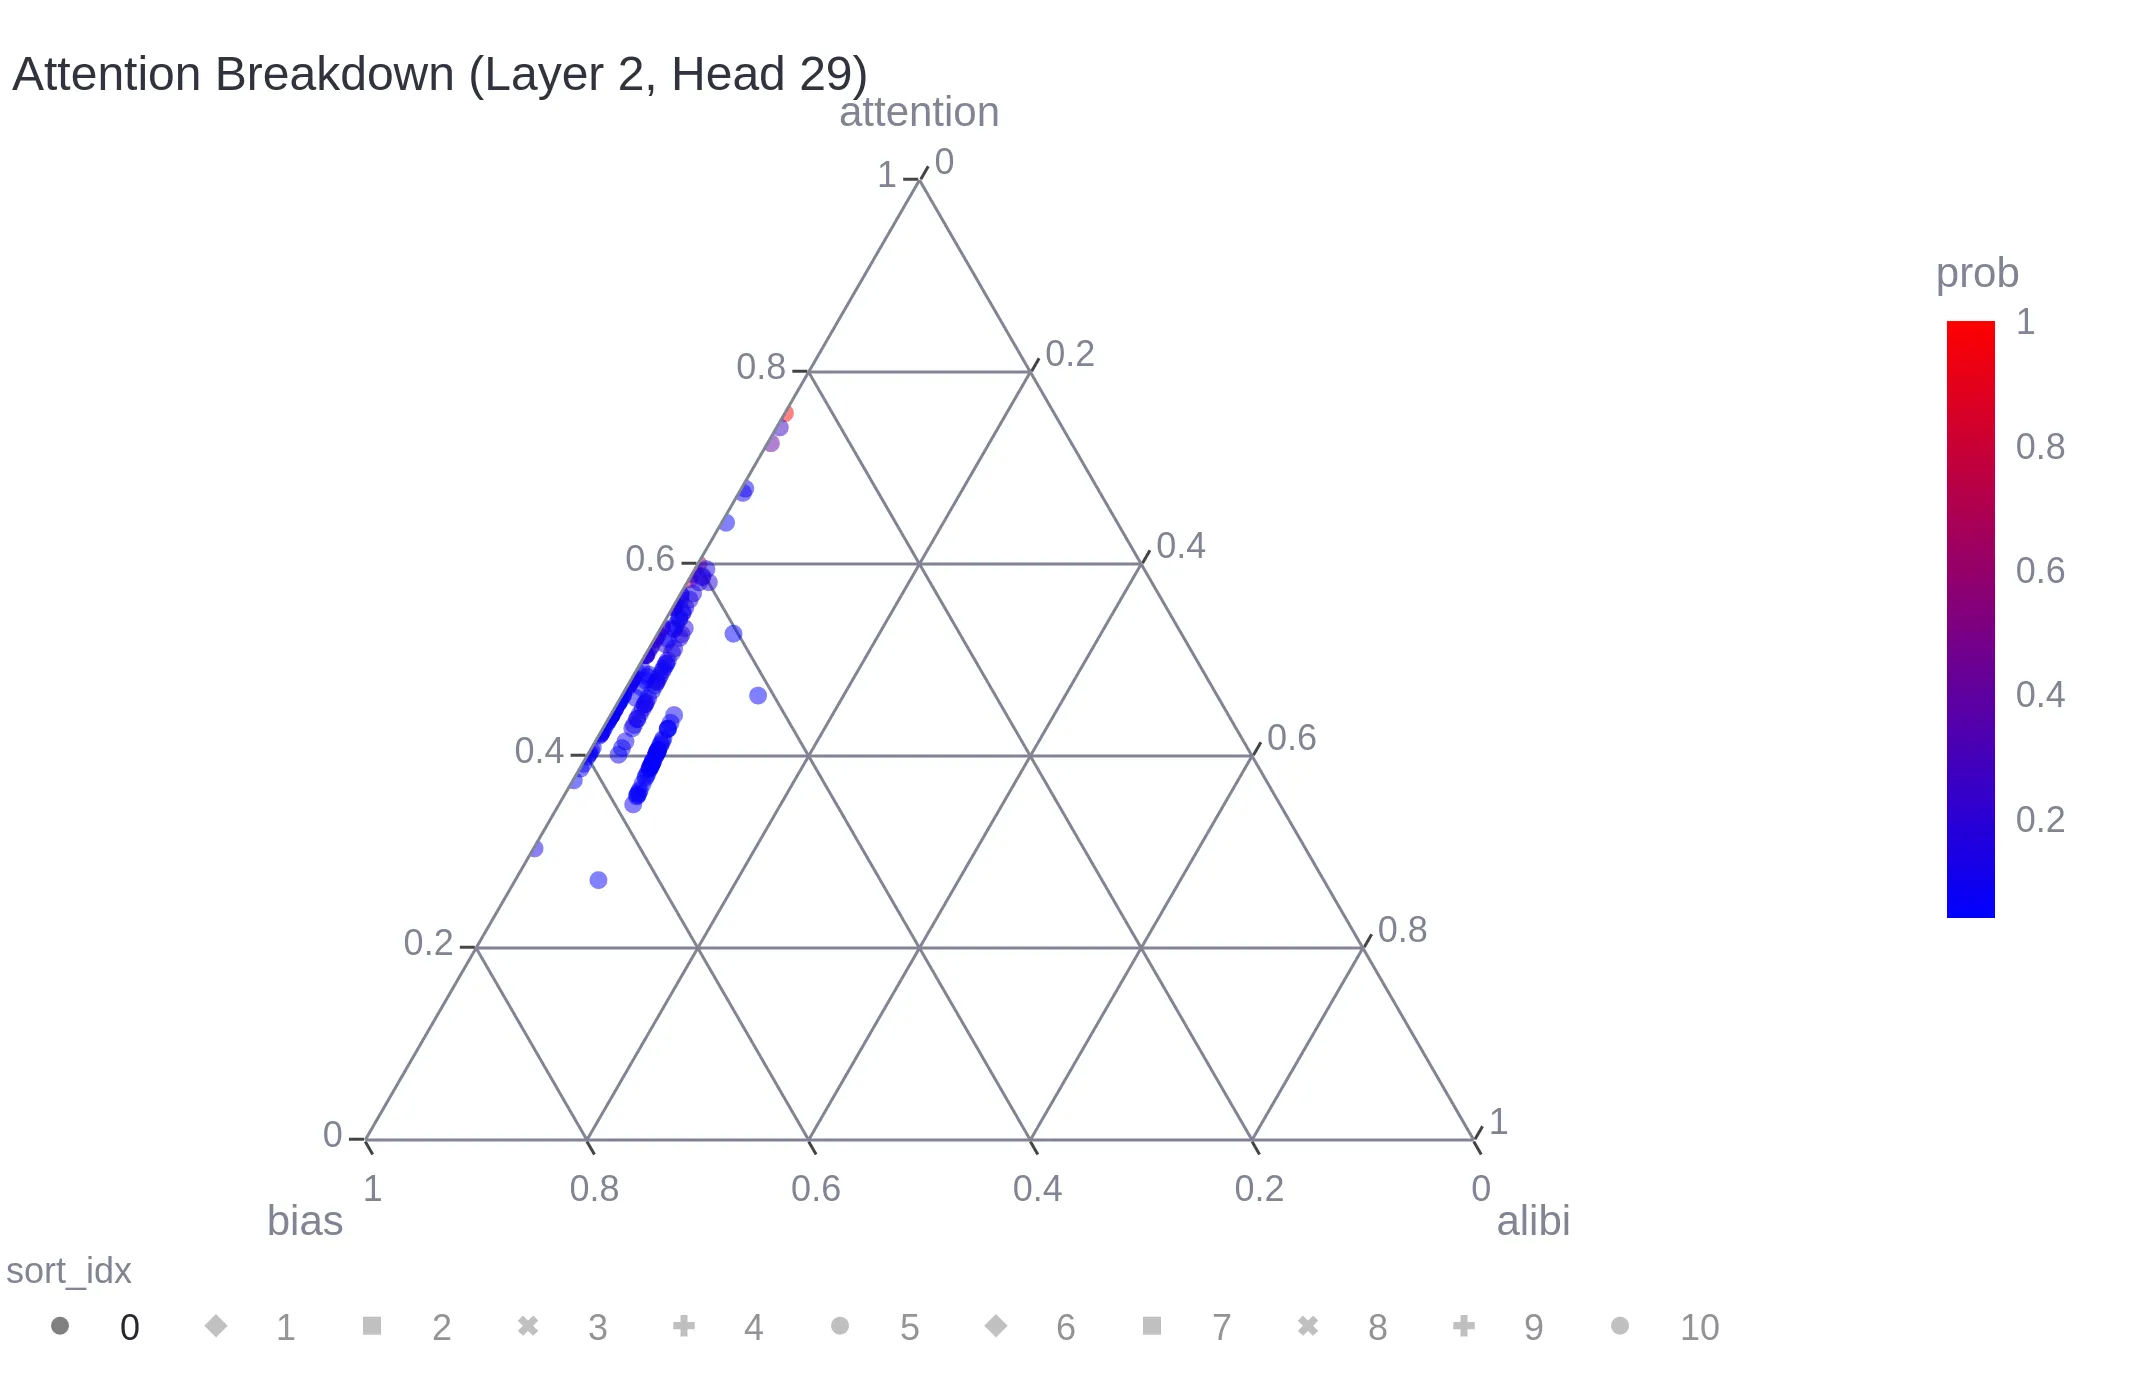 Attention Breakdown (Layer 2, Head 29)
attention
1 0
0.8 0.2
0.6 0.4
0.4 0.6
0.2 0.8
0 1
1 0.8 0.6 0.4 0.2 0
bias alibi
prob
1
0.8
0.6
0.4
0.2
sort_idx
0 1 2 3 4 5 6 7 8 9 10